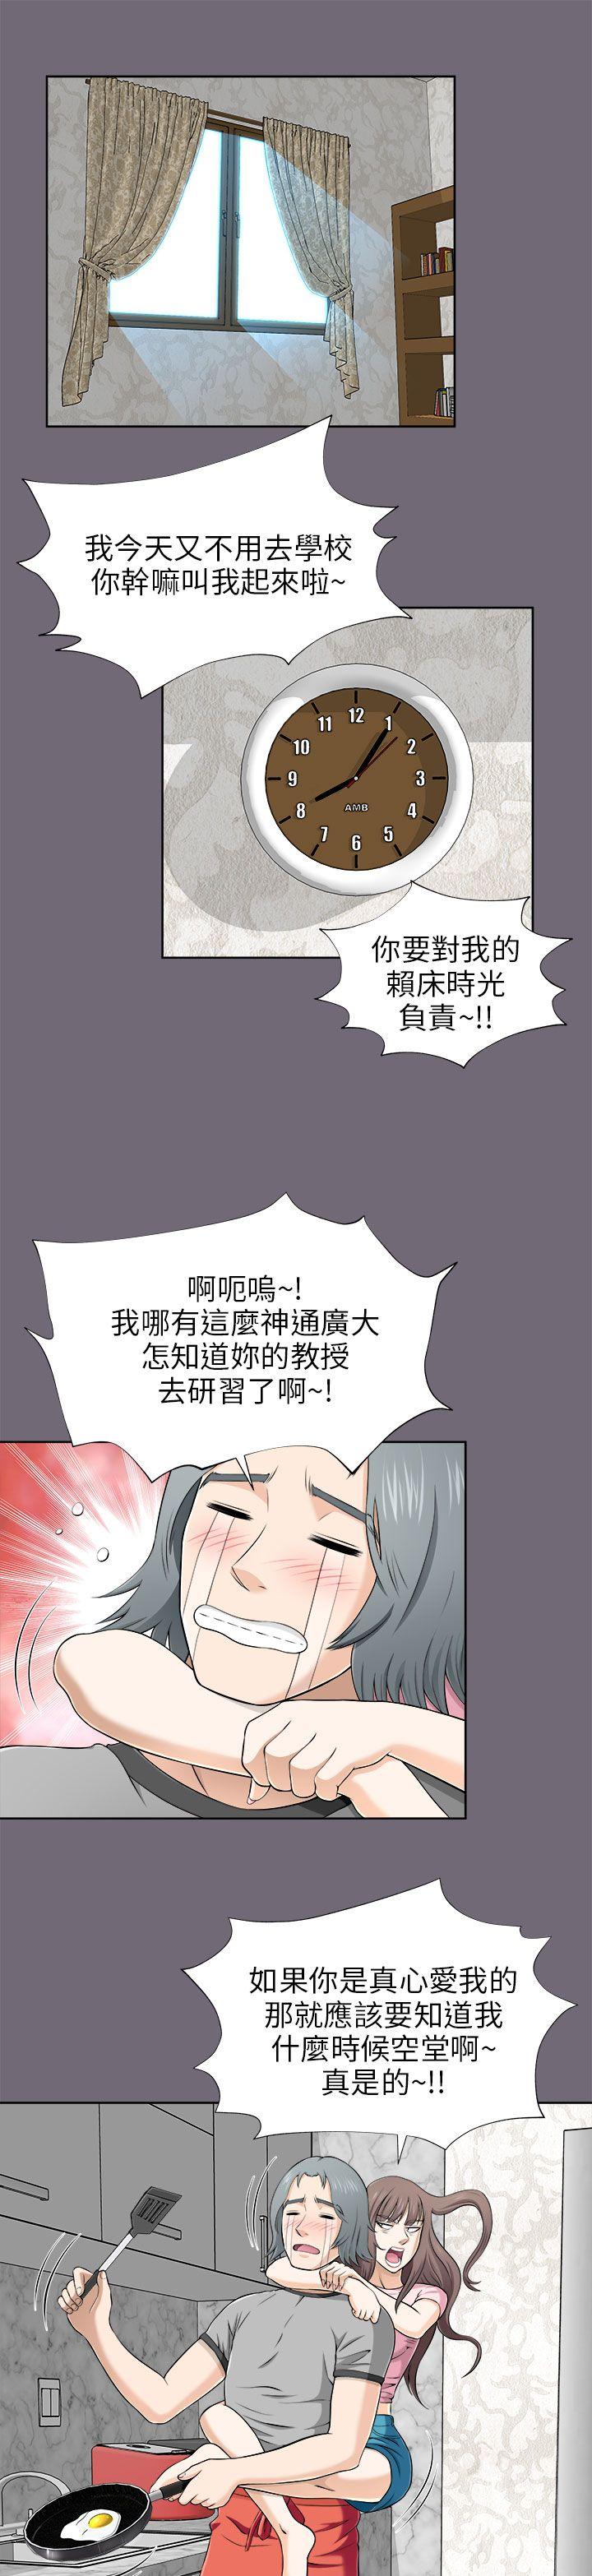 我今天又不用去學校
你幹嘛叫我起來啦~
12
1
2
3
4
5
6
7
8
9
10
11
AMB
你要對我的
賴床時光
負責~!!
啊呃嗚~!
我哪有這麼神通廣大
怎知道妳的教授
去研習了啊~!
如果你是真心愛我的
那就應該要知道我
什麼時候空堂啊~
真是的~!!